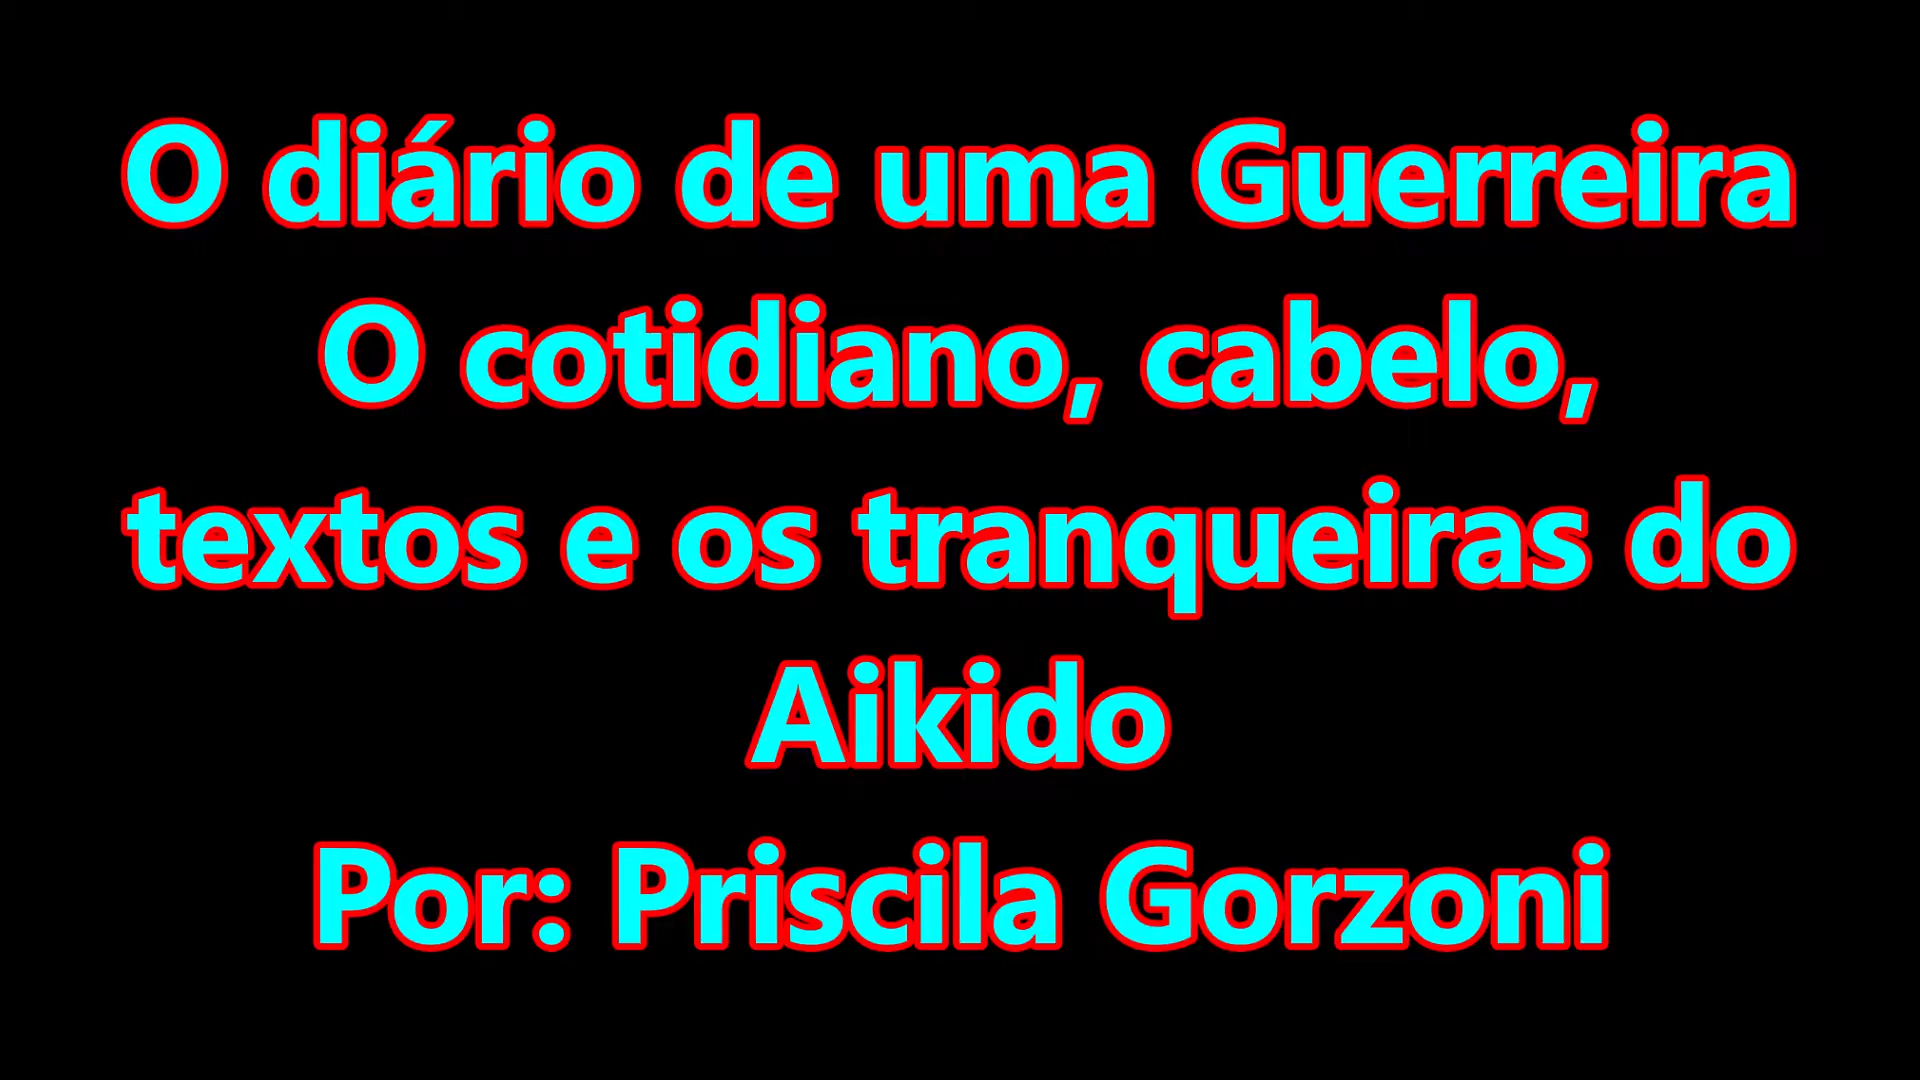 O diário de uma Guerreira
O cotidiano, cabelo,
textos e os tranqueiras do
Aikido
Por: Priscila Gorzoni